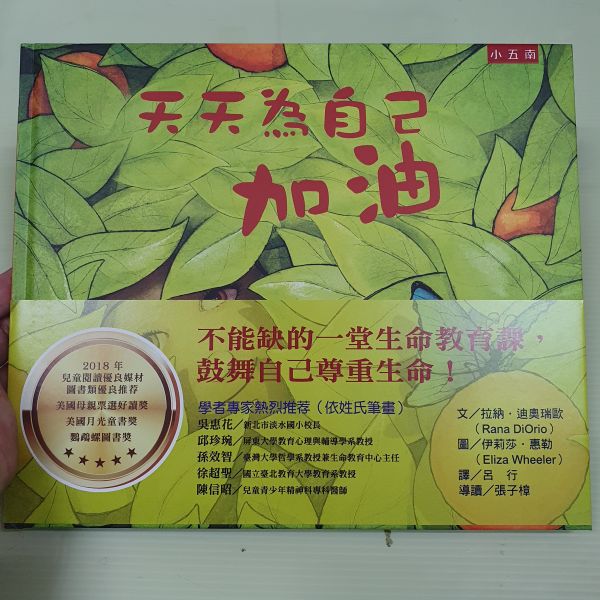 小五南
天天為自己
加油
不能缺的一堂生命教育課，
鼓舞自己尊重生命！
2018 年
兒童閱讀優良媒材
圖書類優良推荐
美國母親票選好讀獎
美國月光童書獎
鸚鵡螺圖書獎
學者專家熱烈推荐（依姓氏筆畫）
吳惠花／新北市淡水國小校長
邱珍琬／屏東大學教育心理與輔導學系教授
孫效智／臺灣大學哲學系教授兼生命教育中心主任
徐超聖／國立臺北教育大學教育系教授
陳信昭／兒童青少年精神科專科醫師
文／拉納．迪奧瑞歐
（Rana DiOrio）
圖／伊莉莎．惠勒
（Eliza Wheeler）
譯／呂 行
導讀／張子樟